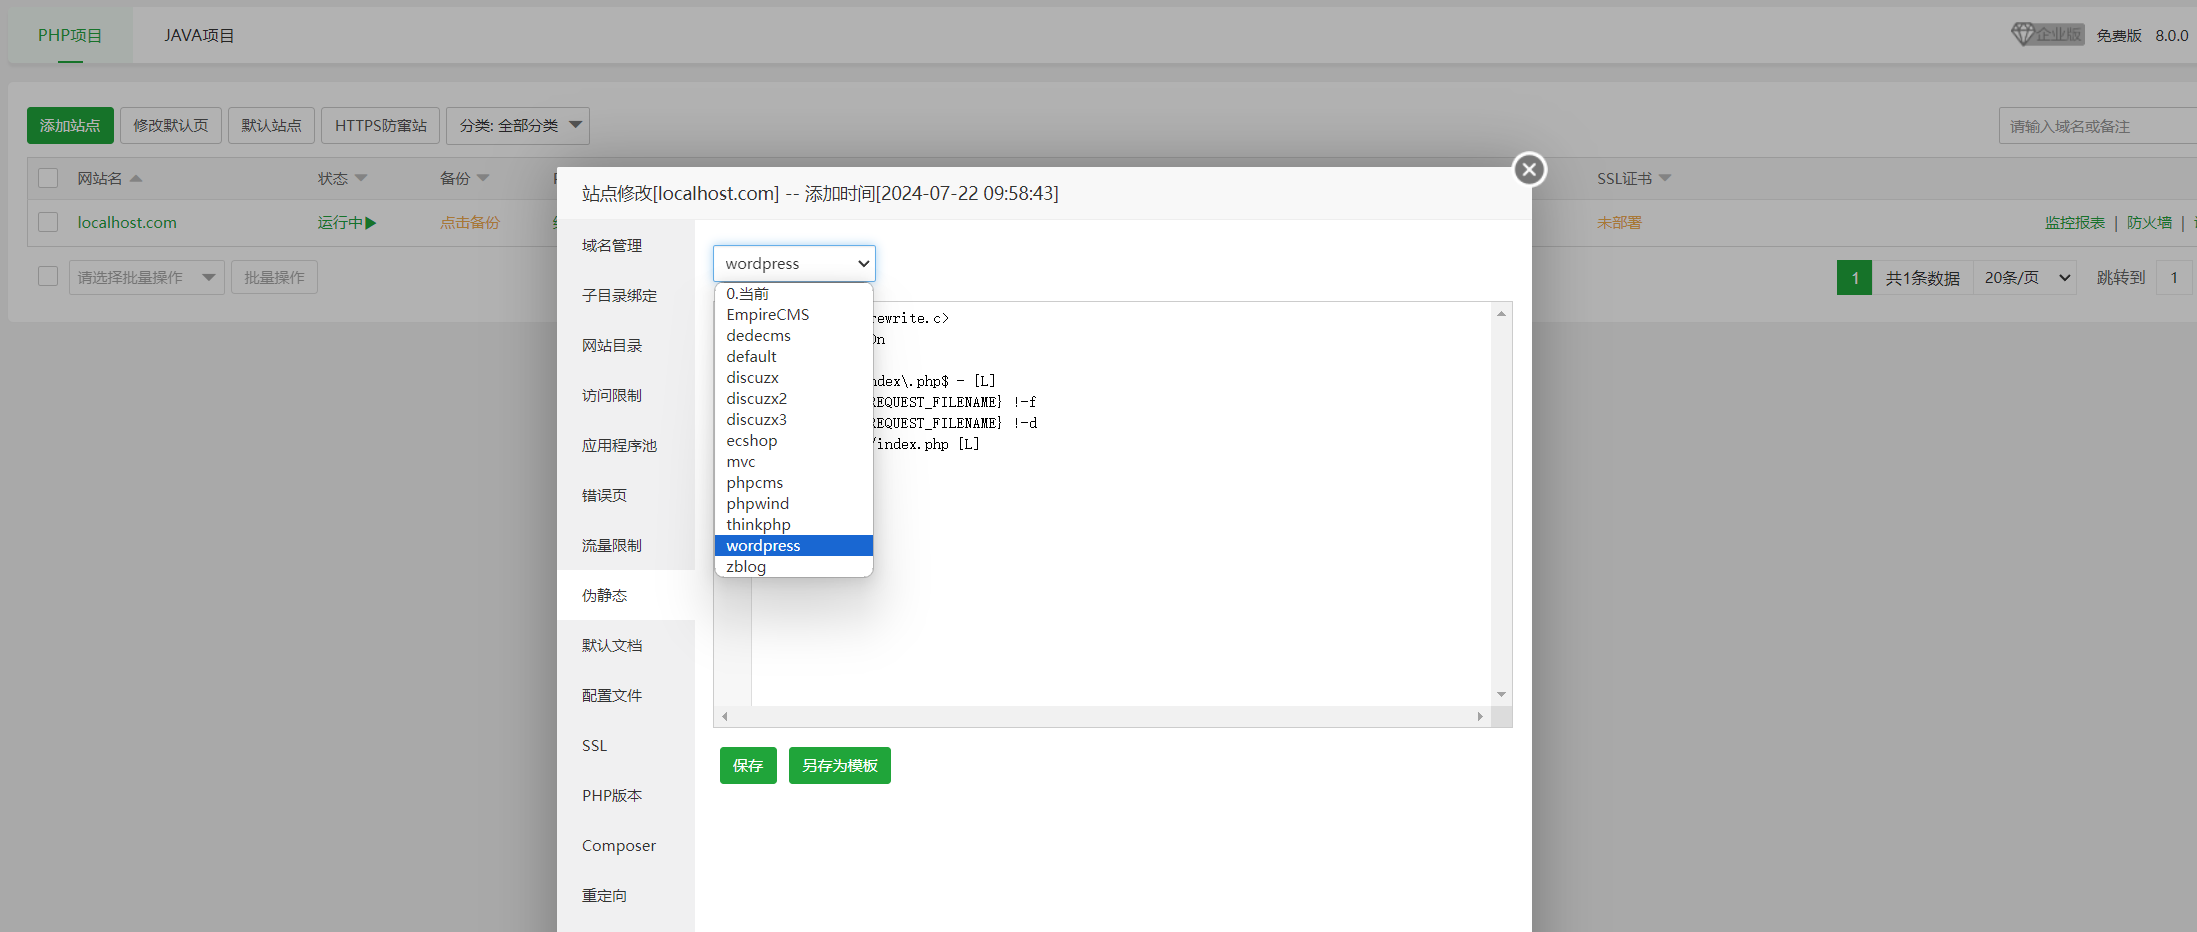 PHP项目 JAVA项目 企业版 免费版 8.0.0
添加站点 修改默认页 默认站点 HTTPS防窜站 分类: 全部分类 请输入域名或备注
网站名 状态 备份 SSL证书
localhost.com 运行中 点击备份 未部署 监控报表 | 防火墙 |
请选择批量操作 批量操作 1 共1条数据 20条/页 跳转到 1
站点修改[localhost.com] -- 添加时间[2024-07-22 09:58:43]
域名管理
子目录绑定
网站目录
访问限制
应用程序池
错误页
流量限制
伪静态
默认文档
配置文件
SSL
PHP版本
Composer
重定向
wordpress
0.当前
EmpireCMS
dedecms
default
discuzx
discuzx2
discuzx3
ecshop
mvc
phpcms
phpwind
thinkphp
wordpress
zblog
rewrite.c>
On
ndex\.php$ - [L]
REQUEST_FILENAME} !-f
REQUEST_FILENAME} !-d
/index.php [L]
保存 另存为模板